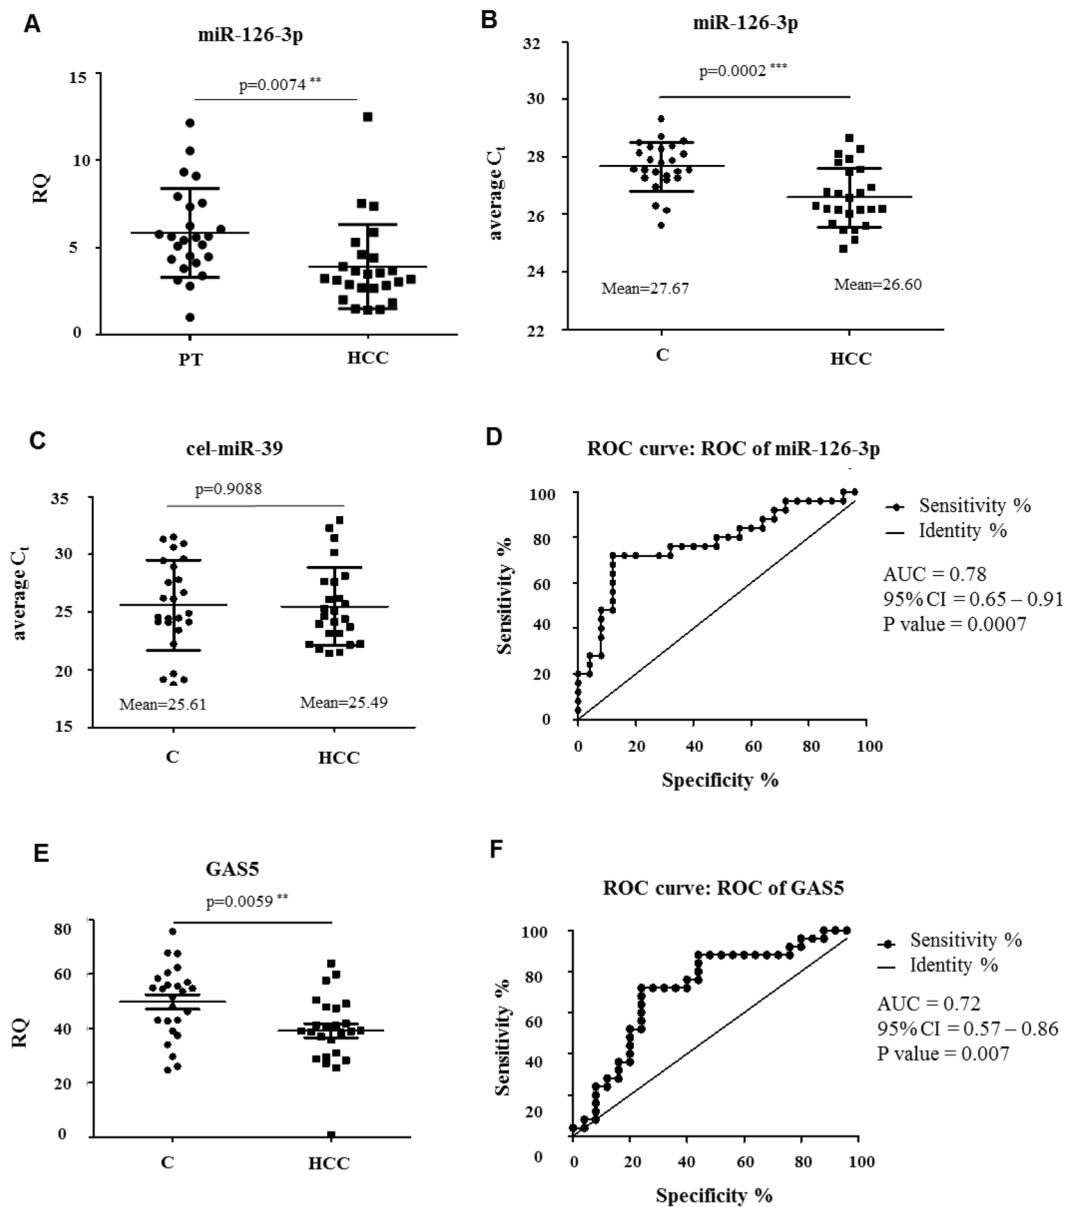 A
miR-126-3p
p=0.0074 **
15
10
5
0
RQ
PT
HCC
B
miR-126-3p
p=0.0002 ***
32
30
28
26
24
22
average Ct
Mean=27.67
Mean=26.60
C
HCC
C
cel-miR-39
p=0.9088
35
30
25
20
15
average Ct
Mean=25.61
Mean=25.49
C
HCC
D
ROC curve: ROC of miR-126-3p
100
80
60
40
20
0
Sensitivity %
0 20 40 60 80 100
Specificity %
Sensitivity %
Identity %
AUC = 0.78
95% CI = 0.65 – 0.91
P value = 0.0007
E
GAS5
p=0.0059 **
80
60
40
20
0
RQ
C
HCC
F
ROC curve: ROC of GAS5
100
80
60
40
20
0
Sensitivity %
0 20 40 60 80 100
Specificity %
Sensitivity %
Identity %
AUC = 0.72
95% CI = 0.57 – 0.86
P value = 0.007